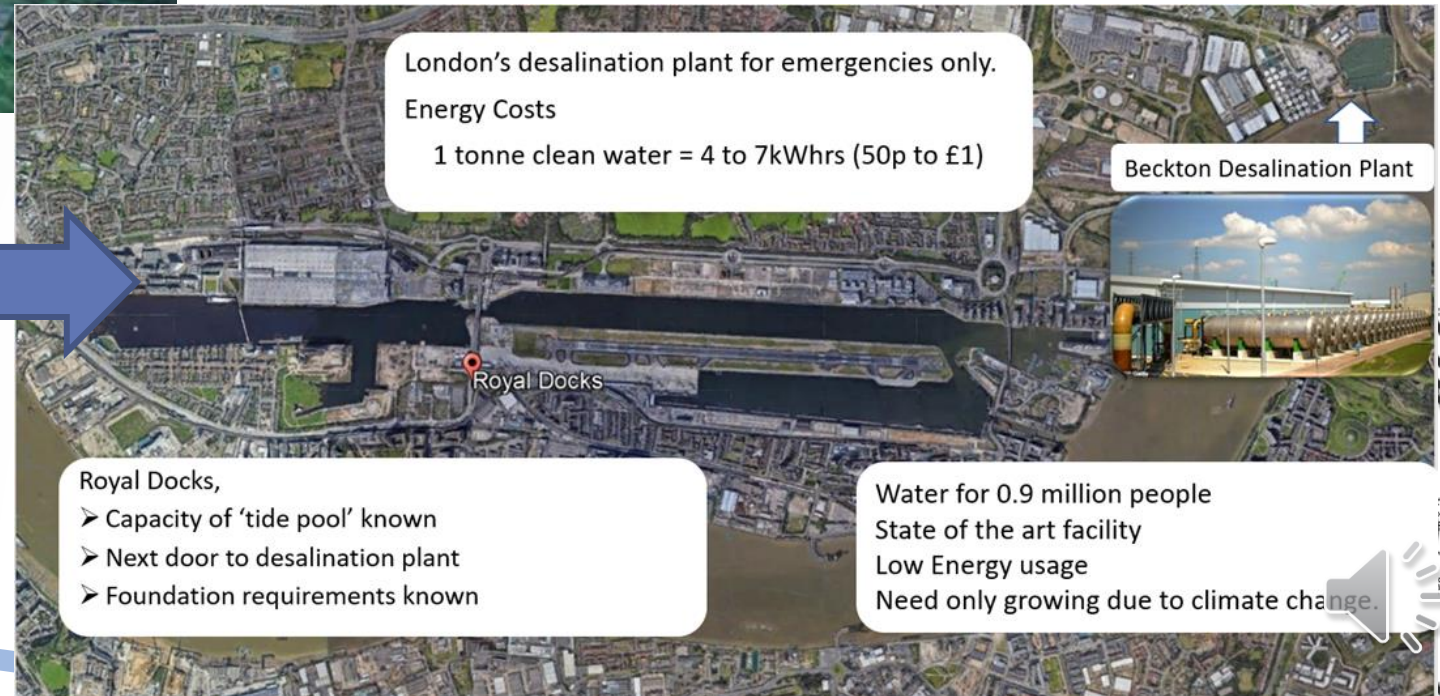 London's desalination plant for emergencies only.
Energy Costs
1 tonne clean water = 4 to 7kWhrs (50p to £1)
Beckton Desalination Plant
Royal Docks
Royal Docks,
➢ Capacity of 'tide pool' known
➢ Next door to desalination plant
➢ Foundation requirements known
Water for 0.9 million people
State of the art facility
Low Energy usage
Need only growing due to climate change.